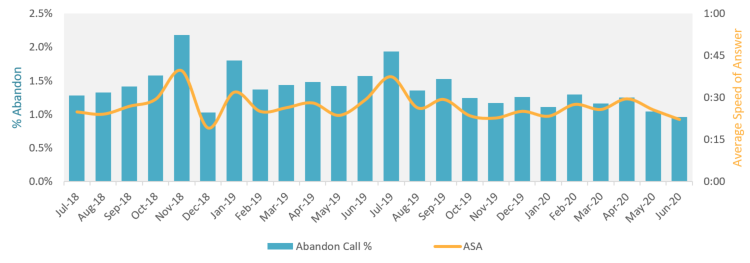 2.5%
2.0%
1.5%
1.0%
0.5%
0.0%
% Abandon
1:00
0:45
0:30
0:15
0:00
Average Speed of Answer
Jul-18
Aug-18
Sep-18
Oct-18
Nov-18
Dec-18
Jan-19
Feb-19
Mar-19
Apr-19
May-19
Jun-19
Jul-19
Aug-19
Sep-19
Oct-19
Nov-19
Dec-19
Jan-20
Feb-20
Mar-20
Apr-20
May-20
Jun-20
Abandon Call %
ASA